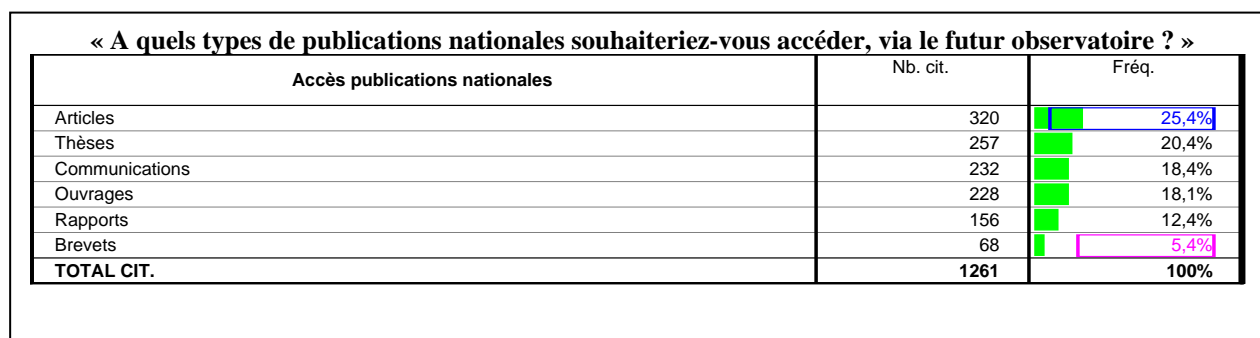 « A quels types de publications nationales souhaiteriez-vous accéder, via le futur observatoire ? »
Accès publications nationales Nb. cit. Fréq.
Articles 320 25,4%
Thèses 257 20,4%
Communications 232 18,4%
Ouvrages 228 18,1%
Rapports 156 12,4%
Brevets 68 5,4%
TOTAL CIT. 1261 100%